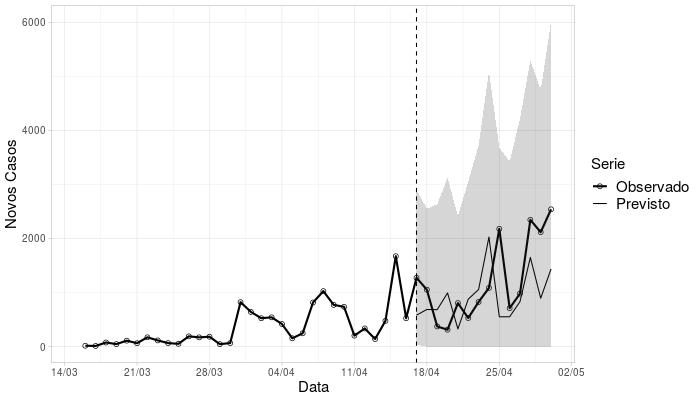 6000
4000
2000
0
Novos Casos
14/03
21/03
28/03
04/04
11/04
18/04
25/04
02/05
Data
Serie
Observado
Previsto